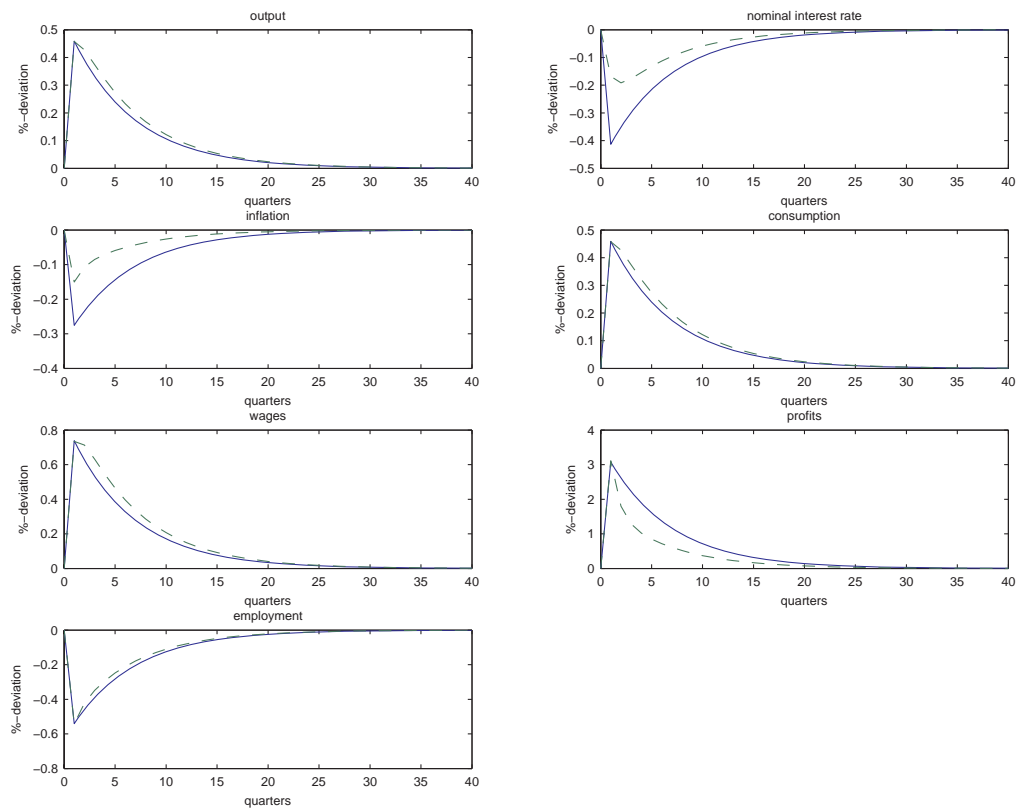 output
0.5
0.4
0.3
0.2
0.1
0
%−deviation
0 5 10 15 20 25 30 35 40
quarters
nominal interest rate
0
−0.1
−0.2
−0.3
−0.4
−0.5
%−deviation
0 5 10 15 20 25 30 35 40
quarters
inflation
0
−0.1
−0.2
−0.3
−0.4
%−deviation
0 5 10 15 20 25 30 35 40
quarters
consumption
0.5
0.4
0.3
0.2
0.1
0
%−deviation
0 5 10 15 20 25 30 35 40
quarters
wages
0.8
0.6
0.4
0.2
0
%−deviation
0 5 10 15 20 25 30 35 40
quarters
profits
4
3
2
1
0
%−deviation
0 5 10 15 20 25 30 35 40
quarters
employment
0
−0.2
−0.4
−0.6
−0.8
%−deviation
0 5 10 15 20 25 30 35 40
quarters